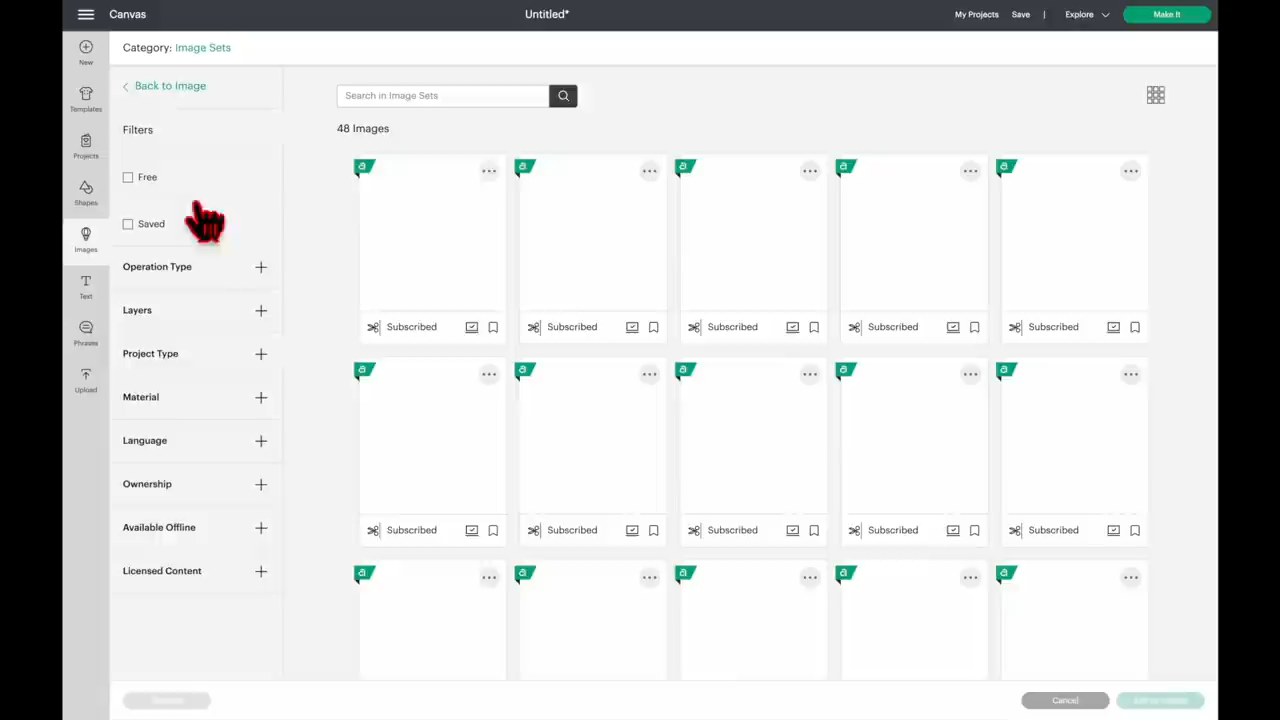 Canvas
Untitled*
My Projects Save | Explore
Make It
Category: Image Sets
New
Templates
Projects
Shapes
Images
Text
Phrases
Upload
Back to Image
Filters
Free
Saved
Operation Type
Layers
Project Type
Material
Language
Ownership
Available Offline
Licensed Content
Search in Image Sets
48 Images
a a a a a
Subscribed Subscribed Subscribed Subscribed Subscribed
a a a a a
Subscribed Subscribed Subscribed Subscribed Subscribed
a a a a a
Cancel